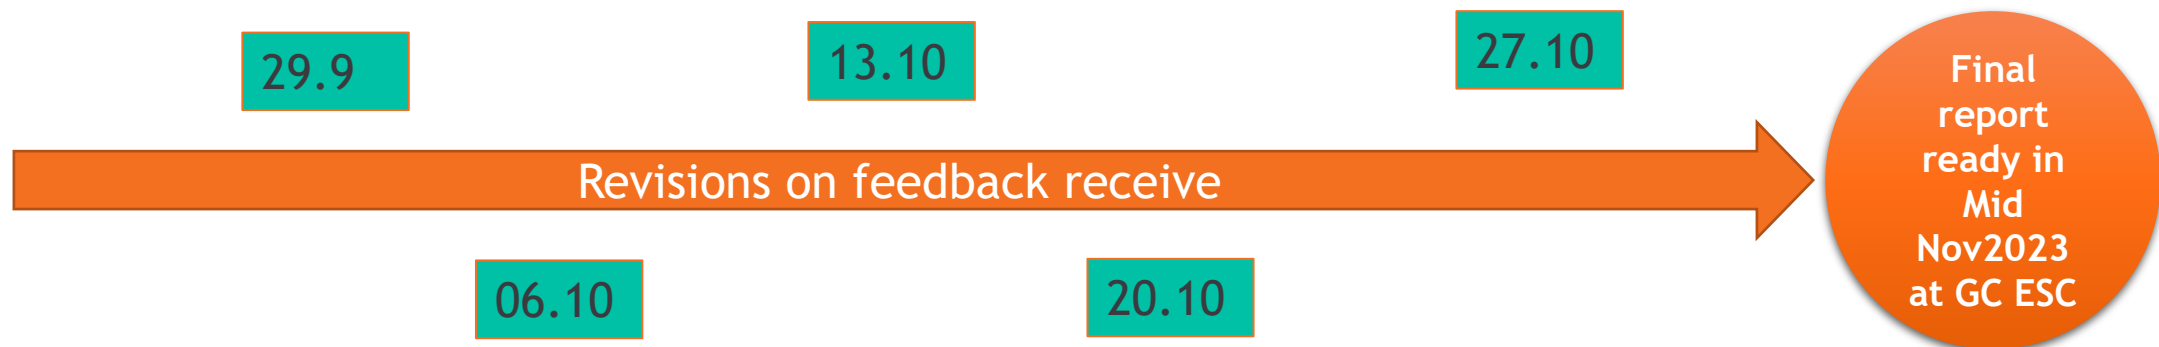 29.9
13.10
27.10
Revisions on feedback receive
06.10
20.10
Final
report
ready in
Mid
Nov2023
at GC ESC